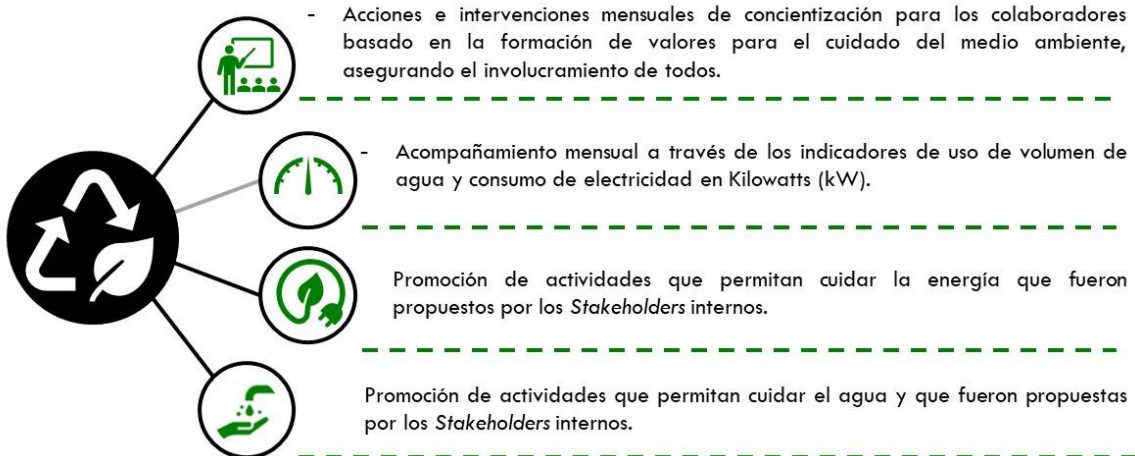 - Acciones e intervenciones mensuales de concientización para los colaboradores
basado en la formación de valores para el cuidado del medio ambiente,
asegurando el involucramiento de todos.
- Acompañamiento mensual a través de los indicadores de uso de volumen de
agua y consumo de electricidad en Kilowatts (kW).
Promoción de actividades que permitan cuidar la energía que fueron
propuestos por los Stakeholders internos.
Promoción de actividades que permitan cuidar el agua y que fueron propuestas
por los Stakeholders internos.